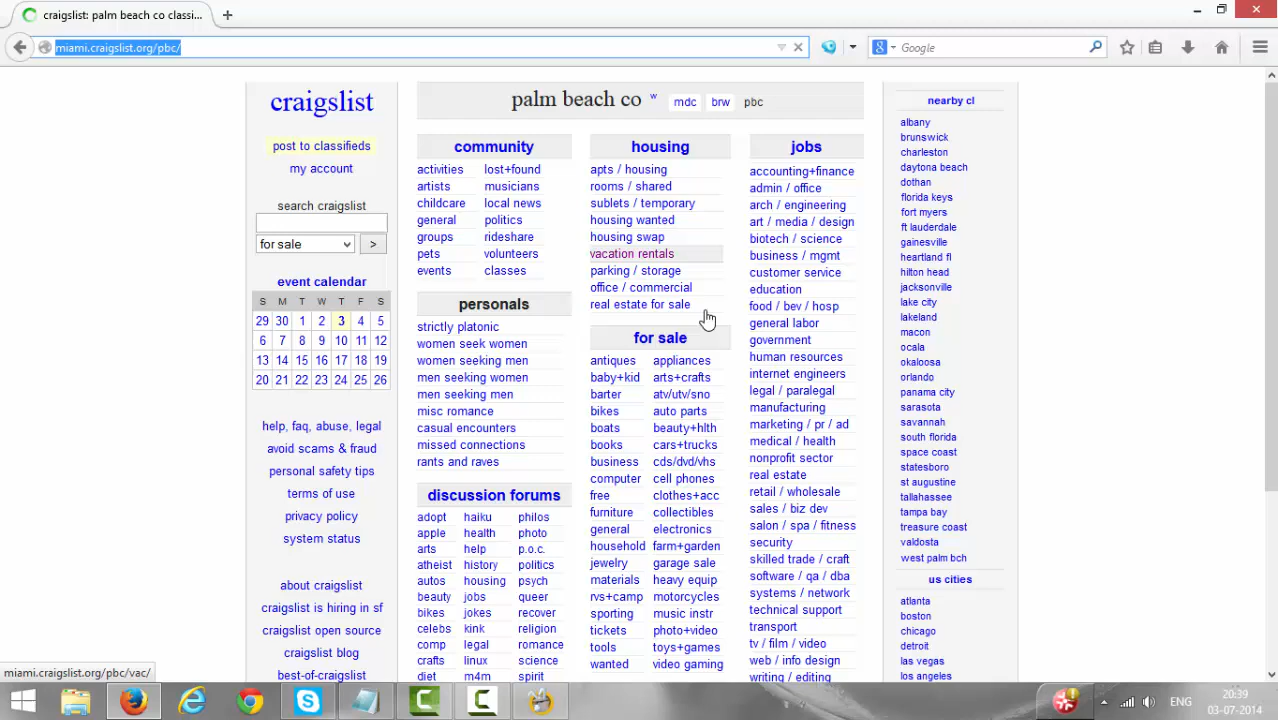 craigslist: palm beach co classi...
miami.craigslist.org/pbc/
Google
craigslist
post to classifieds
my account
search craigslist
for sale
>
event calendar
S M T W T F S
29 30 1 2 3 4 5
6 7 8 9 10 11 12
13 14 15 16 17 18 19
20 21 22 23 24 25 26
help, faq, abuse, legal
avoid scams & fraud
personal safety tips
terms of use
privacy policy
system status
about craigslist
craigslist is hiring in sf
craigslist open source
craigslist blog
best-of-craigslist
palm beach co w mdc brw pbc
community
activities lost+found
artists musicians
childcare local news
general politics
groups rideshare
pets volunteers
events classes
personals
strictly platonic
women seek women
women seeking men
men seeking women
men seeking men
misc romance
casual encounters
missed connections
rants and raves
discussion forums
adopt haiku philos
apple health photo
arts help p.o.c.
atheist history politics
autos housing psych
beauty jobs queer
bikes jokes recover
celebs kink religion
comp legal romance
crafts linux science
diet m4m spirit
housing
apts / housing
rooms / shared
sublets / temporary
housing wanted
housing swap
vacation rentals
parking / storage
office / commercial
real estate for sale
for sale
antiques appliances
baby+kid arts+crafts
barter atv/utv/sno
bikes auto parts
boats beauty+hlth
books cars+trucks
business cds/dvd/vhs
computer cell phones
free clothes+acc
furniture collectibles
general electronics
household farm+garden
jewelry garage sale
materials heavy equip
rvs+camp motorcycles
sporting music instr
tickets photo+video
tools toys+games
wanted video gaming
jobs
accounting+finance
admin / office
arch / engineering
art / media / design
biotech / science
business / mgmt
customer service
education
food / bev / hosp
general labor
government
human resources
internet engineers
legal / paralegal
manufacturing
marketing / pr / ad
medical / health
nonprofit sector
real estate
retail / wholesale
sales / biz dev
salon / spa / fitness
security
skilled trade / craft
software / qa / dba
systems / network
technical support
transport
tv / film / video
web / info design
writing / editing
nearby cl
albany
brunswick
charleston
daytona beach
dothan
florida keys
fort myers
ft lauderdale
gainesville
heartland fl
hilton head
jacksonville
lake city
lakeland
macon
ocala
okaloosa
orlando
panama city
sarasota
savannah
south florida
space coast
statesboro
st augustine
tallahassee
tampa bay
treasure coast
valdosta
west palm bch
us cities
atlanta
boston
chicago
detroit
las vegas
los angeles
miami.craigslist.org/pbc/vac/
ENG
20:39
03-07-2014